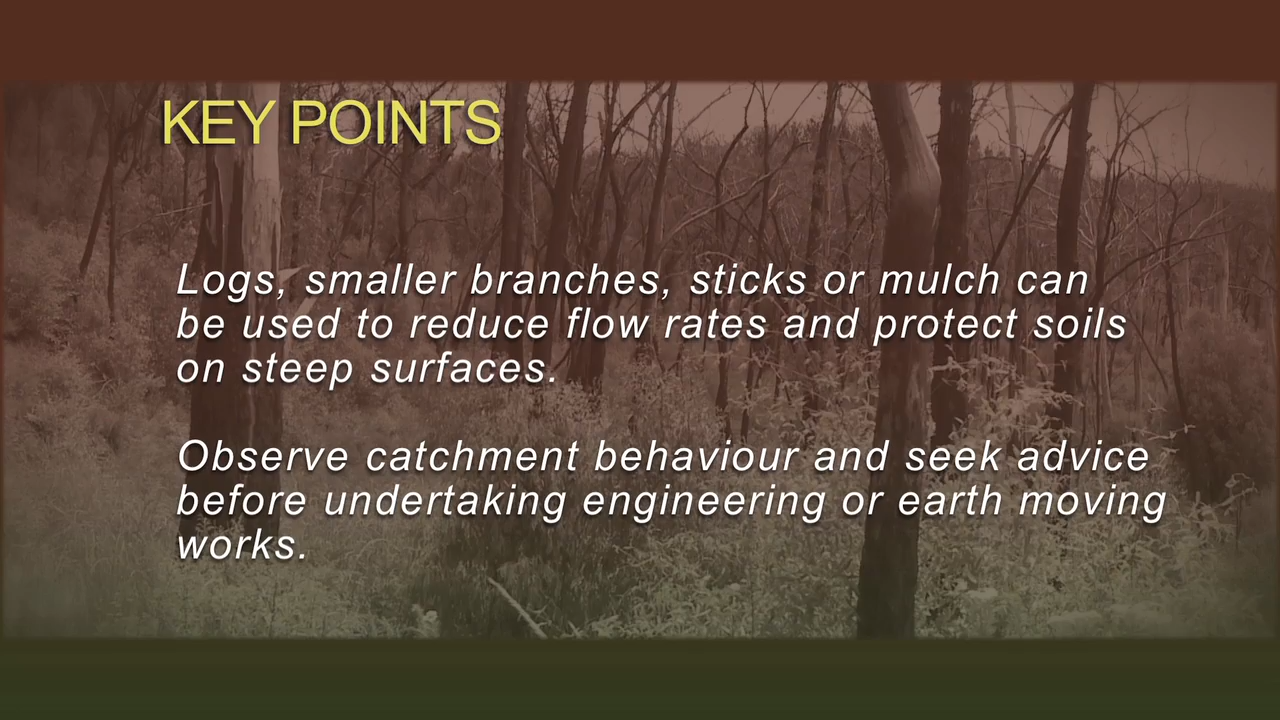 KEY POINTS
Logs, smaller branches, sticks or mulch can
be used to reduce flow rates and protect soils
on steep surfaces.
Observe catchment behaviour and seek advice
before undertaking engineering or earth moving
works.